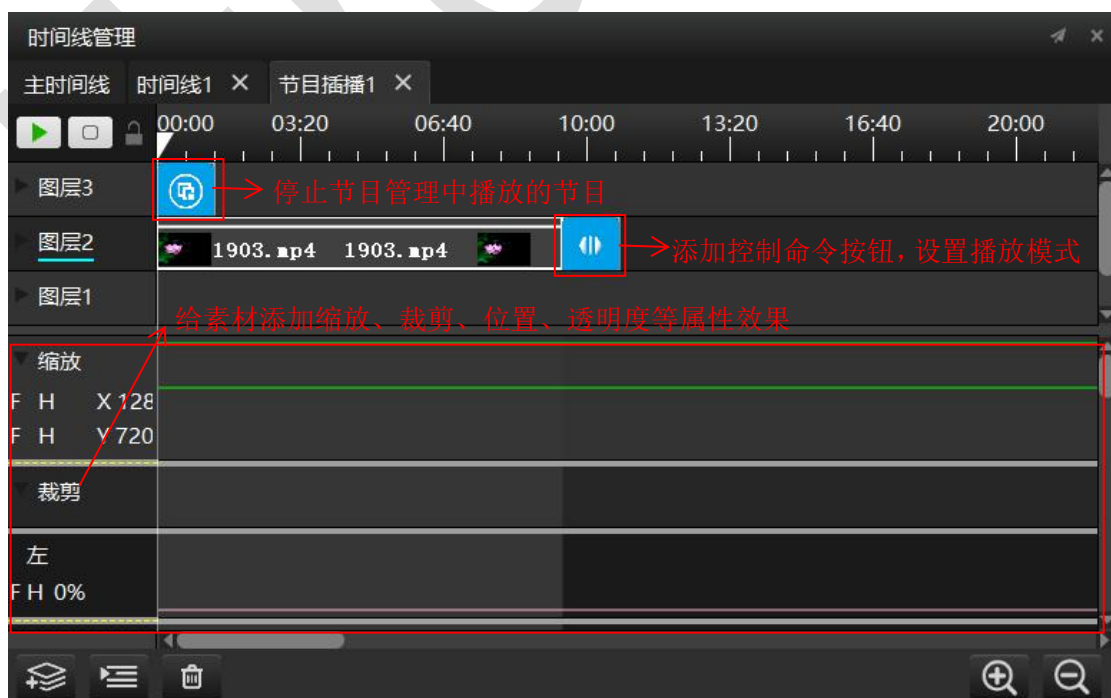 时间线管理
主时间线 时间线1 节目插播1
00:00 03:20 06:40 10:00 13:20 16:40 20:00
图层3 停止节目管理中播放的节目
图层2 1903.mp4 1903.mp4 添加控制命令按钮，设置播放模式
图层1
给素材添加缩放、裁剪、位置、透明度等属性效果
缩放
F H X 128
F H Y 720
裁剪
左
F H 0%